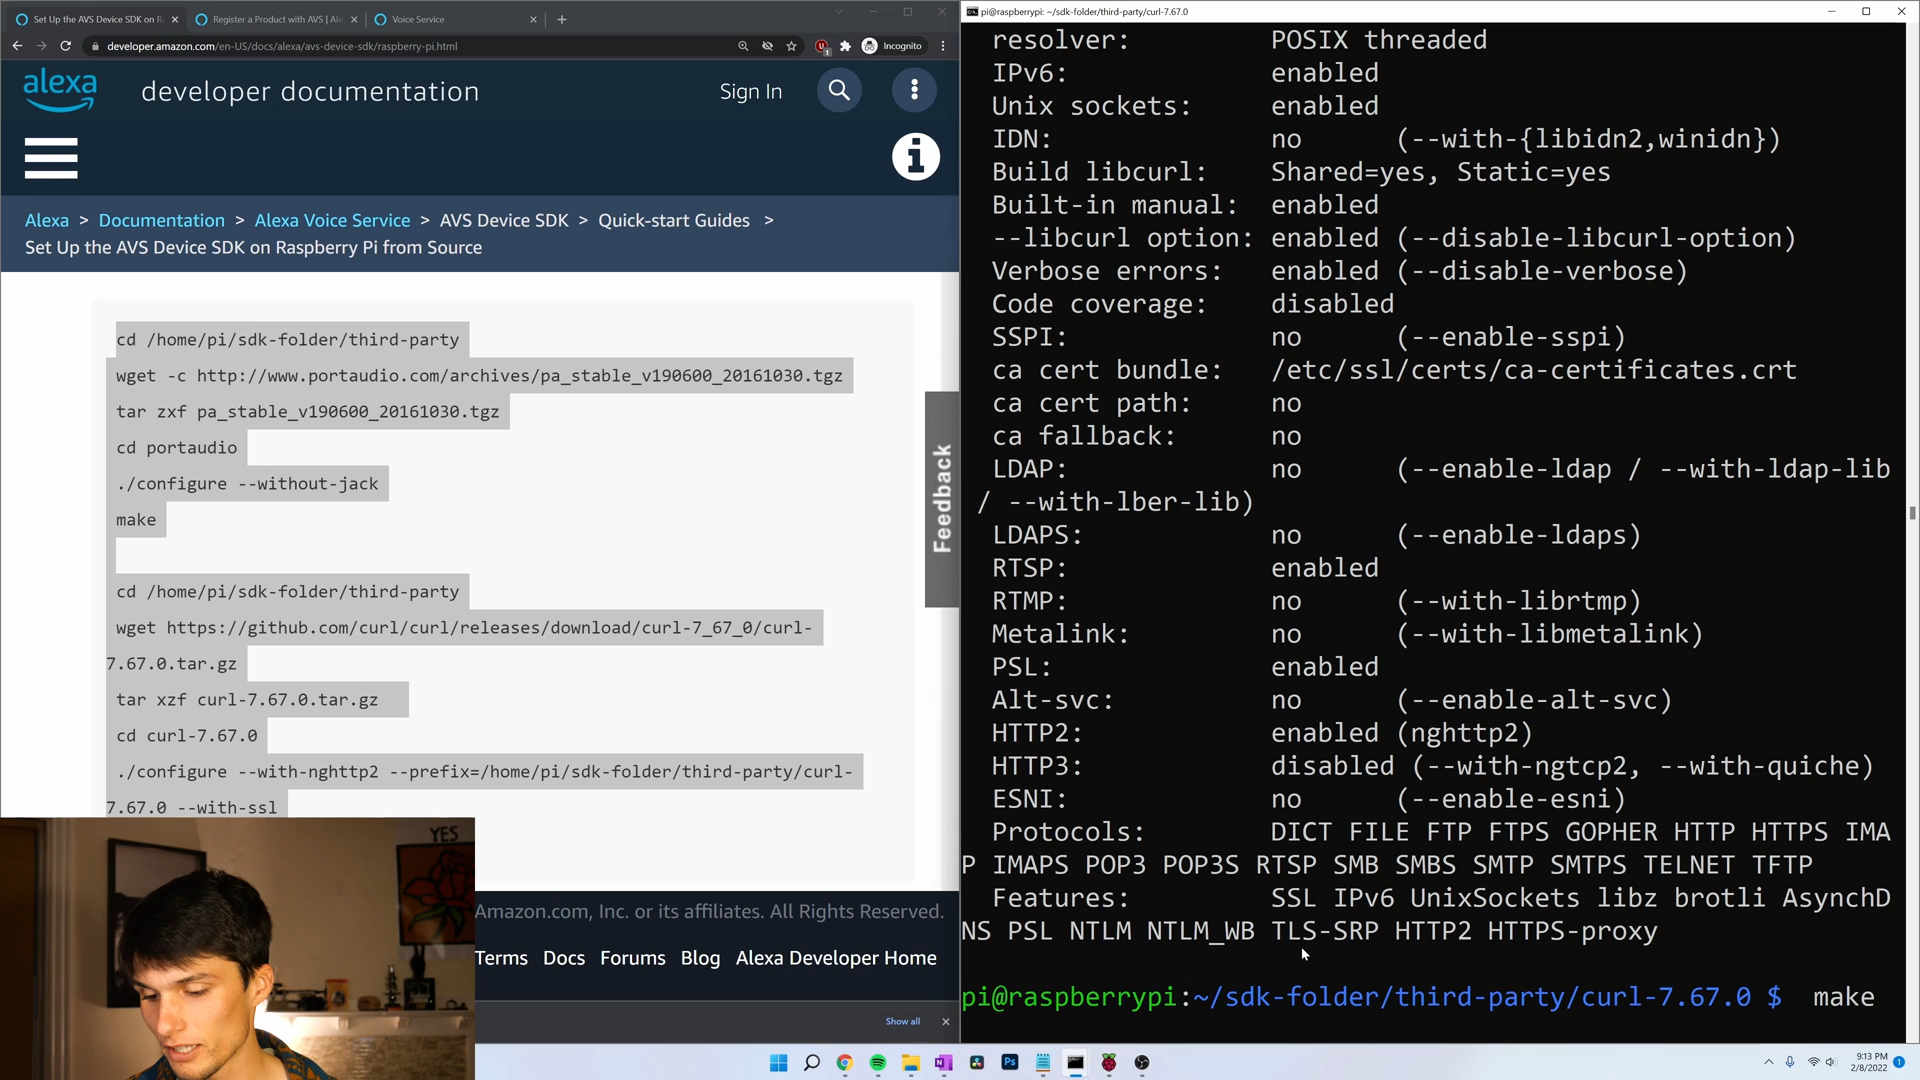 Set Up the AVS Device SDK on R
Register a Product with AVS | Ale
Voice Service
developer.amazon.com/en-US/docs/alexa/avs-device-sdk/raspberry-pi.html
Incognito
alexa
developer documentation
Sign In
Alexa > Documentation > Alexa Voice Service > AVS Device SDK > Quick-start Guides >
Set Up the AVS Device SDK on Raspberry Pi from Source
cd /home/pi/sdk-folder/third-party
wget -c http://www.portaudio.com/archives/pa_stable_v190600_20161030.tgz
tar zxf pa_stable_v190600_20161030.tgz
cd portaudio
./configure --without-jack
make
cd /home/pi/sdk-folder/third-party
wget https://github.com/curl/curl/releases/download/curl-7_67_0/curl-
7.67.0.tar.gz
tar xzf curl-7.67.0.tar.gz
cd curl-7.67.0
./configure --with-nghttp2 --prefix=/home/pi/sdk-folder/third-party/curl-
7.67.0 --with-ssl
Feedback
YES
Amazon.com, Inc. or its affiliates. All Rights Reserved.
Terms Docs Forums Blog Alexa Developer Home
Show all
pi@raspberrypi: ~/sdk-folder/third-party/curl-7.67.0
resolver: POSIX threaded
IPv6: enabled
Unix sockets: enabled
IDN: no (--with-{libidn2,winidn})
Build libcurl: Shared=yes, Static=yes
Built-in manual: enabled
--libcurl option: enabled (--disable-libcurl-option)
Verbose errors: enabled (--disable-verbose)
Code coverage: disabled
SSPI: no (--enable-sspi)
ca cert bundle: /etc/ssl/certs/ca-certificates.crt
ca cert path: no
ca fallback: no
LDAP: no (--enable-ldap / --with-ldap-lib
/ --with-lber-lib)
LDAPS: no (--enable-ldaps)
RTSP: enabled
RTMP: no (--with-librtmp)
Metalink: no (--with-libmetalink)
PSL: enabled
Alt-svc: no (--enable-alt-svc)
HTTP2: enabled (nghttp2)
HTTP3: disabled (--with-ngtcp2, --with-quiche)
ESNI: no (--enable-esni)
Protocols: DICT FILE FTP FTPS GOPHER HTTP HTTPS IMA
P IMAPS POP3 POP3S RTSP SMB SMBS SMTP SMTPS TELNET TFTP
Features: SSL IPv6 UnixSockets libz brotli AsynchD
NS PSL NTLM NTLM_WB TLS-SRP HTTP2 HTTPS-proxy
pi@raspberrypi:~/sdk-folder/third-party/curl-7.67.0 $ make
Ps
9:13 PM
2/8/2022
1